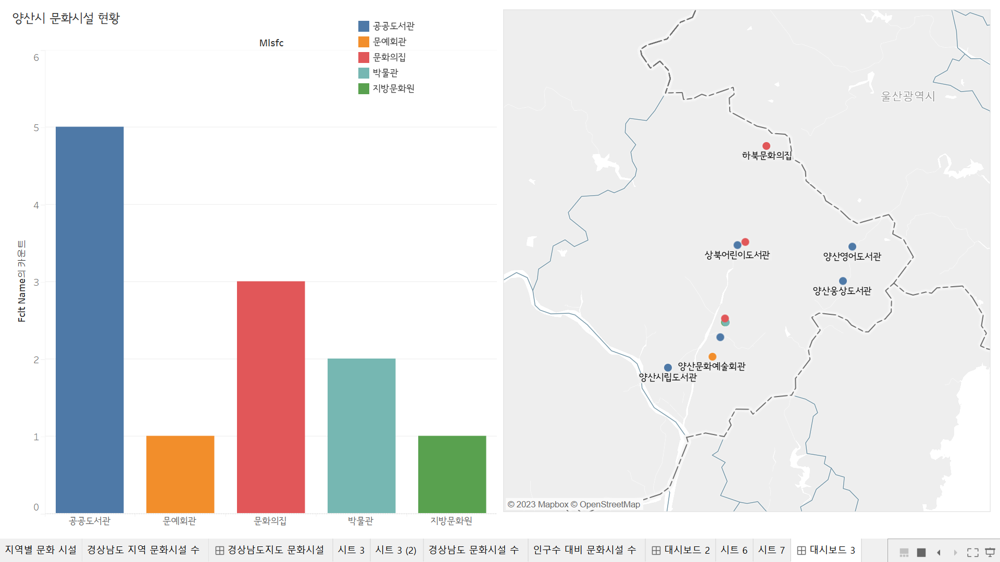 양산시 문화시설 현황
공공도서관
문예회관
문화의집
박물관
지방문화원
Mlsfc
6
5
4
3
2
1
0
Fclt Name의 카운트
공공도서관
문예회관
문화의집
박물관
지방문화원
울산광역시
하북문화의집
상북어린이도서관
양산영어도서관
양산웅상도서관
양산문화예술회관
양산시립도서관
© 2023 Mapbox © OpenStreetMap
지역별 문화 시설
경상남도 지역 문화시설 수
경상남도지도 문화시설
시트 3
시트 3 (2)
경상남도 문화시설 수
인구수 대비 문화시설 수
대시보드 2
시트 6
시트 7
대시보드 3